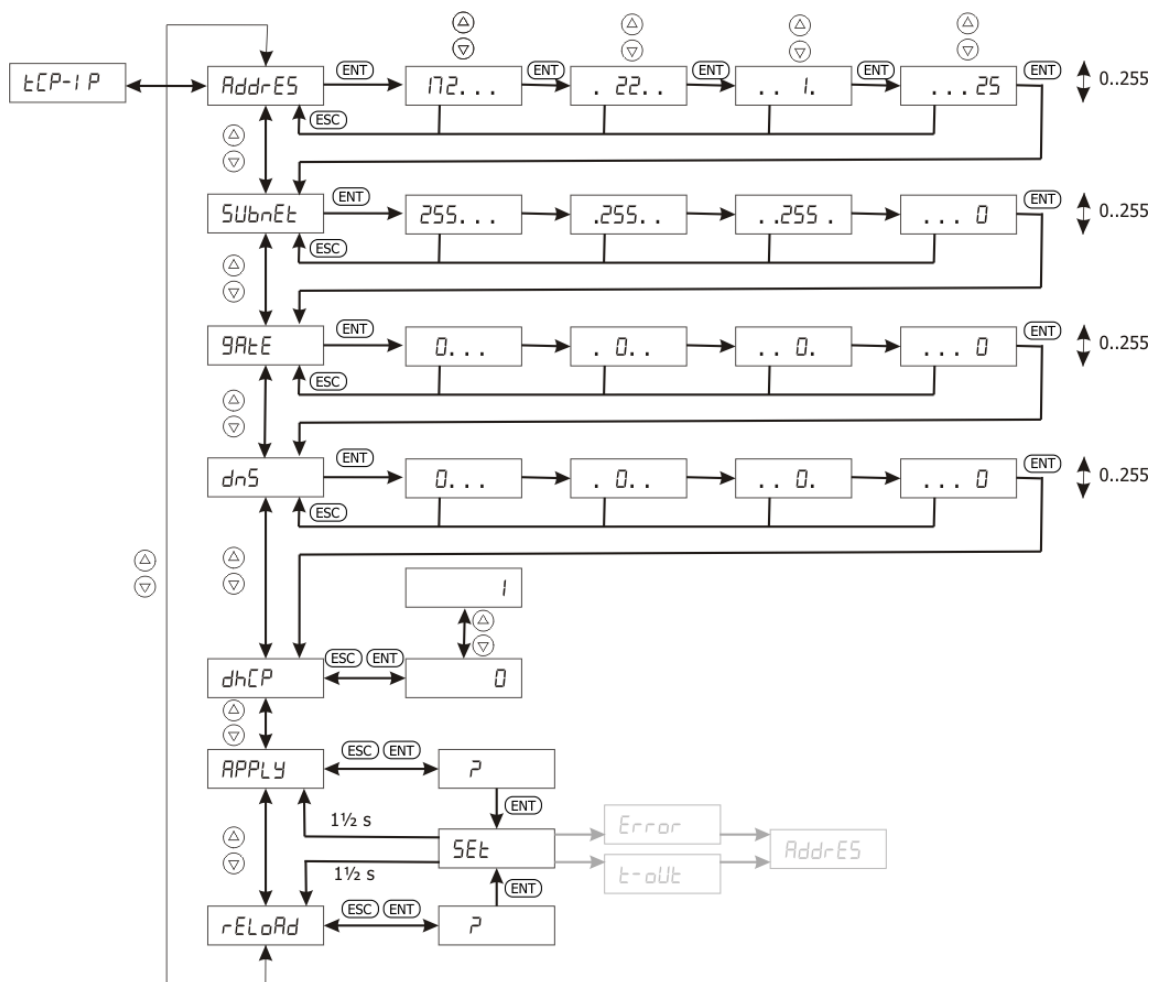 tCP-IP
AddrES ENT 172... ENT . 22.. ENT .. 1. ENT ...25 ENT 0..255
ESC
SUbnEt ENT 255... .255.. ..255 . ... 0 ENT 0..255
ESC
gAtE ENT 0... . 0.. .. 0. ... 0 ENT 0..255
ESC
dnS ENT 0... . 0.. .. 0. ... 0 ENT 0..255
ESC
1
dhCP ESC ENT 0
APPLY ESC ENT ?
ENT
1½ s
SEt
Error
t-oUt
AddrES
1½ s
ENT
rELoAd ESC ENT ?